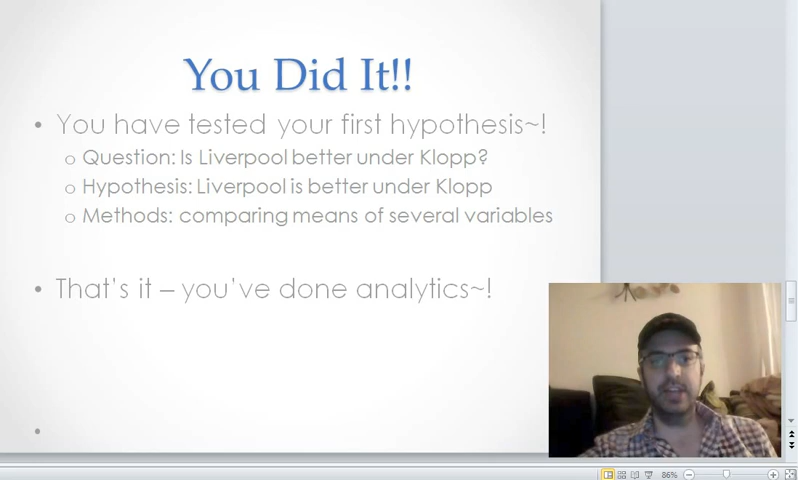 You Did It!!
• You have tested your first hypothesis~!
o Question: Is Liverpool better under Klopp?
o Hypothesis: Liverpool is better under Klopp
o Methods: comparing means of several variables
• That's it – you've done analytics~!
•
86%